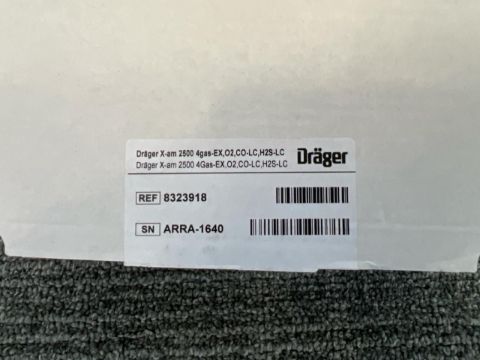 Dräger X-am 2500 4gas-EX,O2,CO-LC,H2S-LC
Dräger X-am 2500 4Gas-EX,O2,CO-LC,H2S-LC
Dräger
REF 8323918
SN ARRA-1640